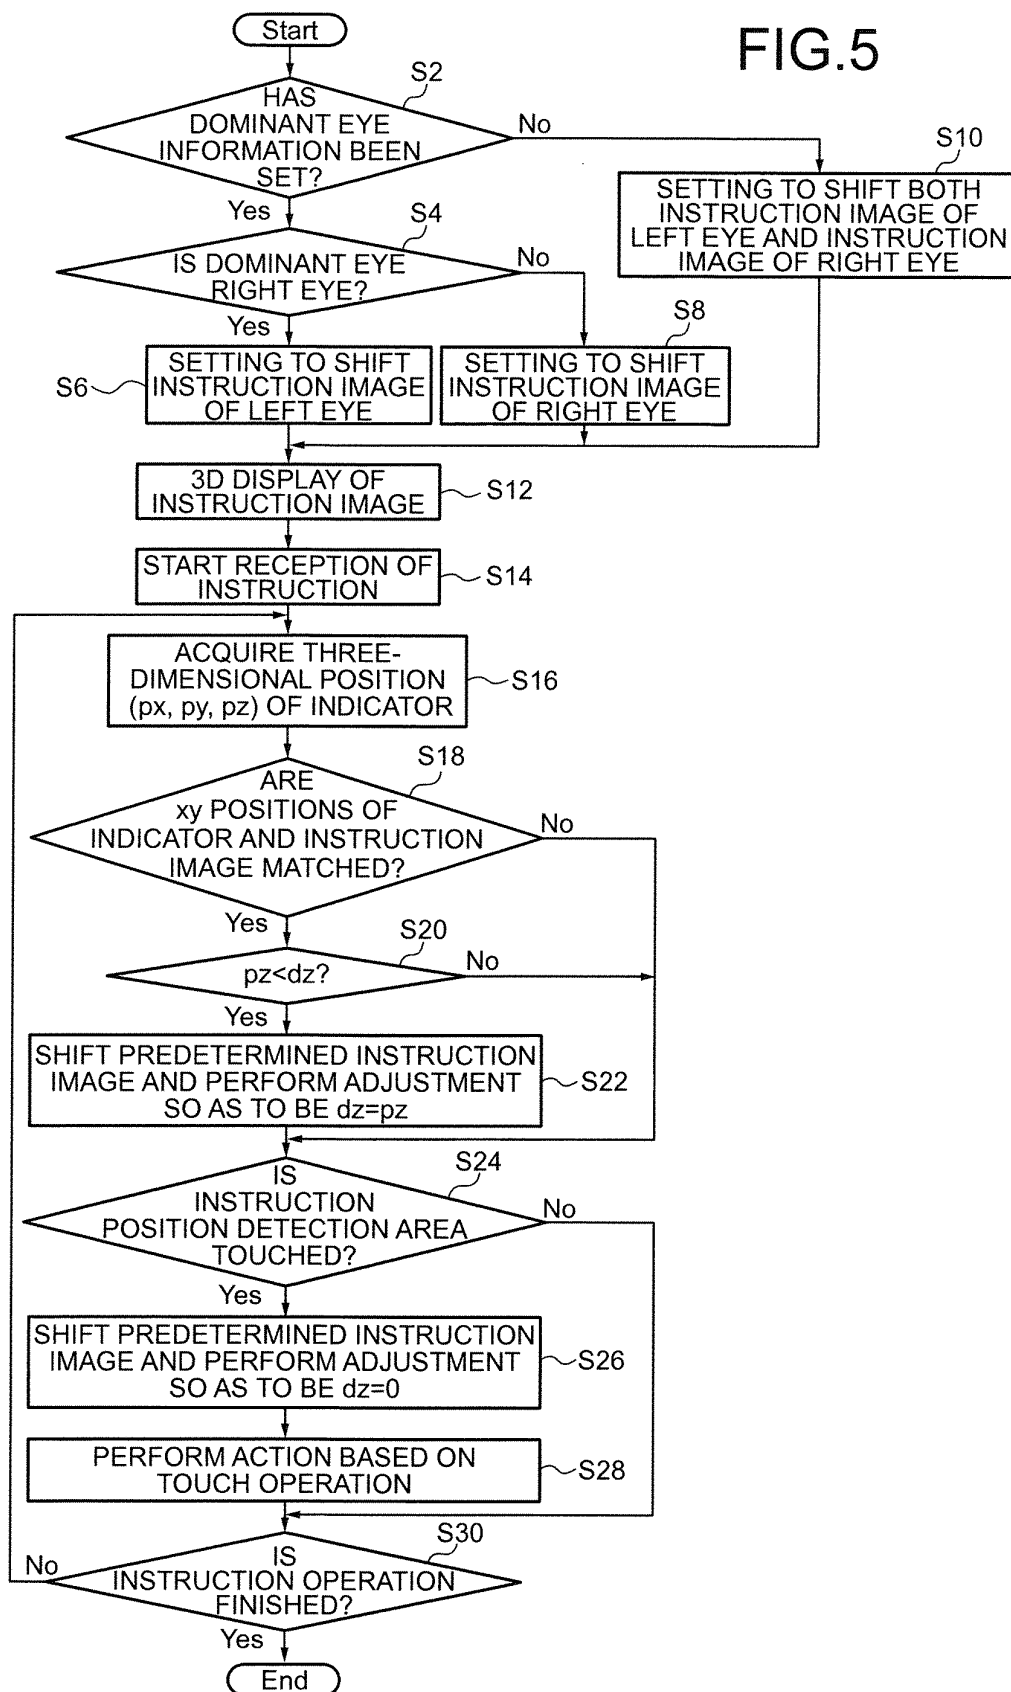 FIG.5
Start
S2
HAS
DOMINANT EYE
INFORMATION BEEN
SET?
No
Yes
S10
SETTING TO SHIFT BOTH
INSTRUCTION IMAGE OF
LEFT EYE AND INSTRUCTION
IMAGE OF RIGHT EYE
S4
IS DOMINANT EYE
RIGHT EYE?
No
Yes
S6
SETTING TO SHIFT
INSTRUCTION IMAGE
OF LEFT EYE
S8
SETTING TO SHIFT
INSTRUCTION IMAGE
OF RIGHT EYE
3D DISPLAY OF
INSTRUCTION IMAGE
S12
START RECEPTION OF
INSTRUCTION
S14
ACQUIRE THREE-
DIMENSIONAL POSITION
(px, py, pz) OF INDICATOR
S16
S18
ARE
xy POSITIONS OF
INDICATOR AND INSTRUCTION
IMAGE MATCHED?
No
Yes
S20
pz<dz?
No
Yes
SHIFT PREDETERMINED INSTRUCTION
IMAGE AND PERFORM ADJUSTMENT
SO AS TO BE dz=pz
S22
S24
IS
INSTRUCTION
POSITION DETECTION AREA
TOUCHED?
No
Yes
SHIFT PREDETERMINED INSTRUCTION
IMAGE AND PERFORM ADJUSTMENT
SO AS TO BE dz=0
S26
PERFORM ACTION BASED ON
TOUCH OPERATION
S28
S30
IS
INSTRUCTION OPERATION
FINISHED?
No
Yes
End